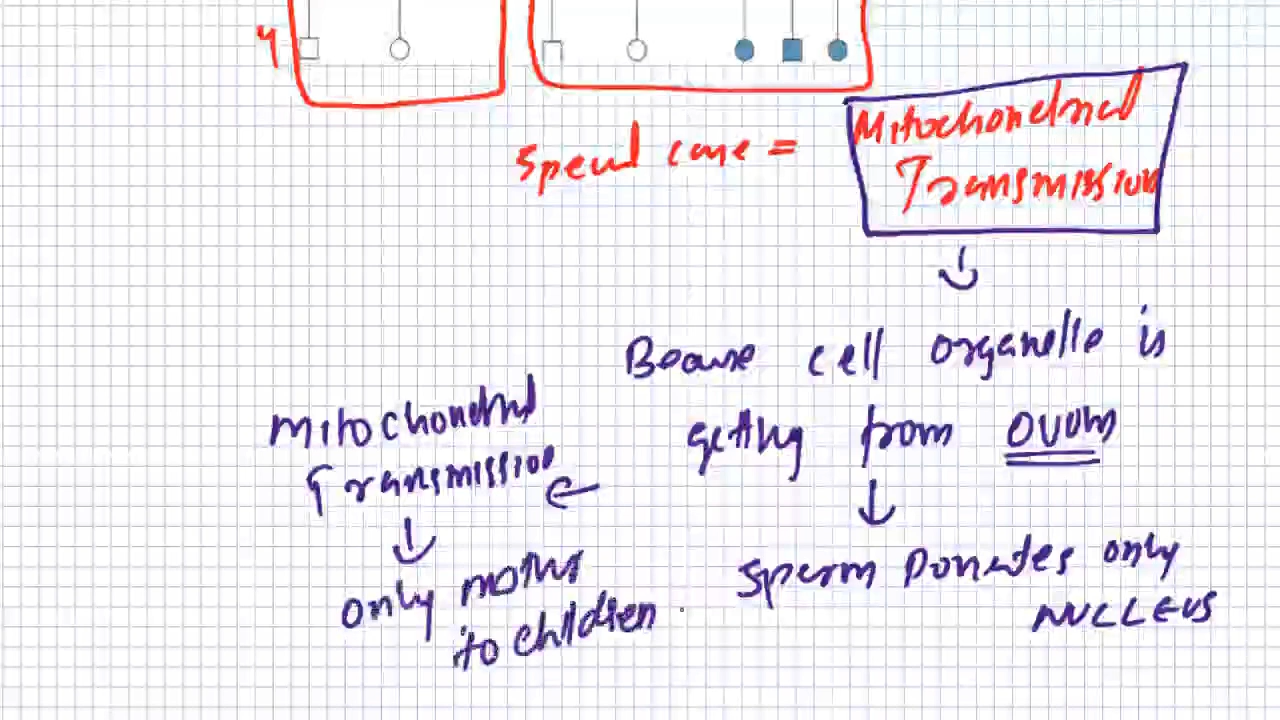 4
Special case =
Mitochondrial
Transmission
Because cell organelle is
getting from OVUM
Sperm Donates only
NUCLEUS
Mitochondrial
Transmission
only mother
to children